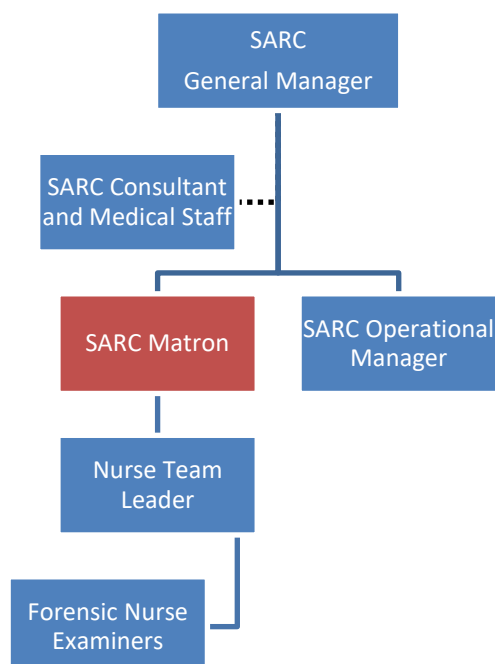 SARC
General Manager
SARC Consultant
and Medical Staff
SARC Matron
SARC Operational
Manager
Nurse Team
Leader
Forensic Nurse
Examiners